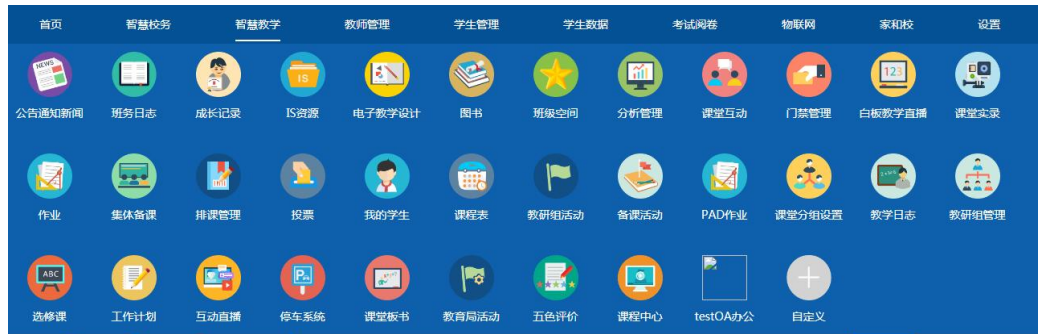 首页 智慧校务 智慧教学 教师管理 学生管理 学生数据 考试阅卷 物联网 家和校 设置
NEWS IS 123
公告通知新闻 班务日志 成长记录 IS资源 电子教学设计 图书 班级空间 分析管理 课堂互动 门禁管理 白板教学直播 课堂实录
作业 集体备课 排课管理 投票 我的学生 课程表 教研组活动 备课活动 PAD作业 课堂分组设置 教学日志 教研组管理
ABC P
选修课 工作计划 互动直播 停车系统 课堂板书 教育局活动 五色评价 课程中心 testOA办公 自定义